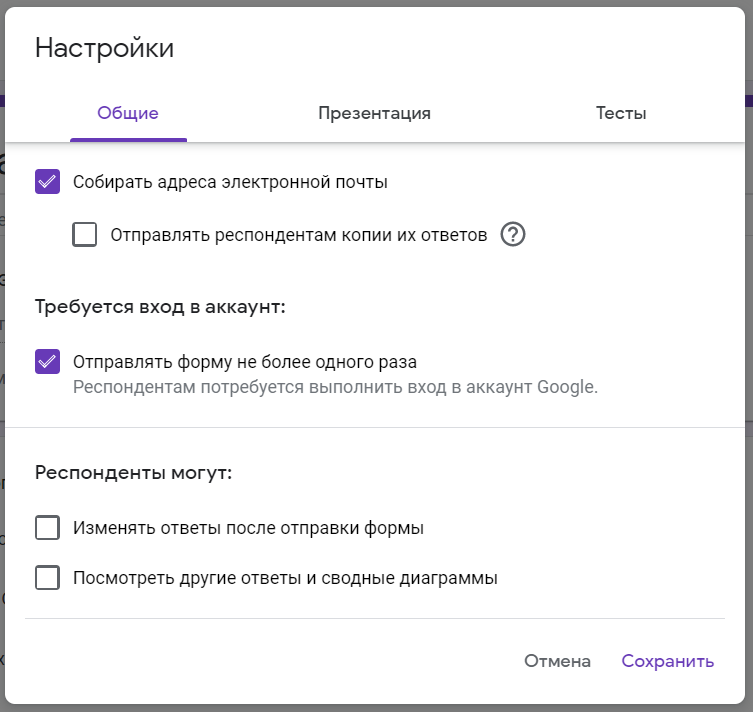 Настройки
Общие
Презентация
Тесты
Собирать адреса электронной почты
Отправлять респондентам копии их ответов
Требуется вход в аккаунт:
Отправлять форму не более одного раза
Респондентам потребуется выполнить вход в аккаунт Google.
Респонденты могут:
Изменять ответы после отправки формы
Посмотреть другие ответы и сводные диаграммы
Отмена
Сохранить